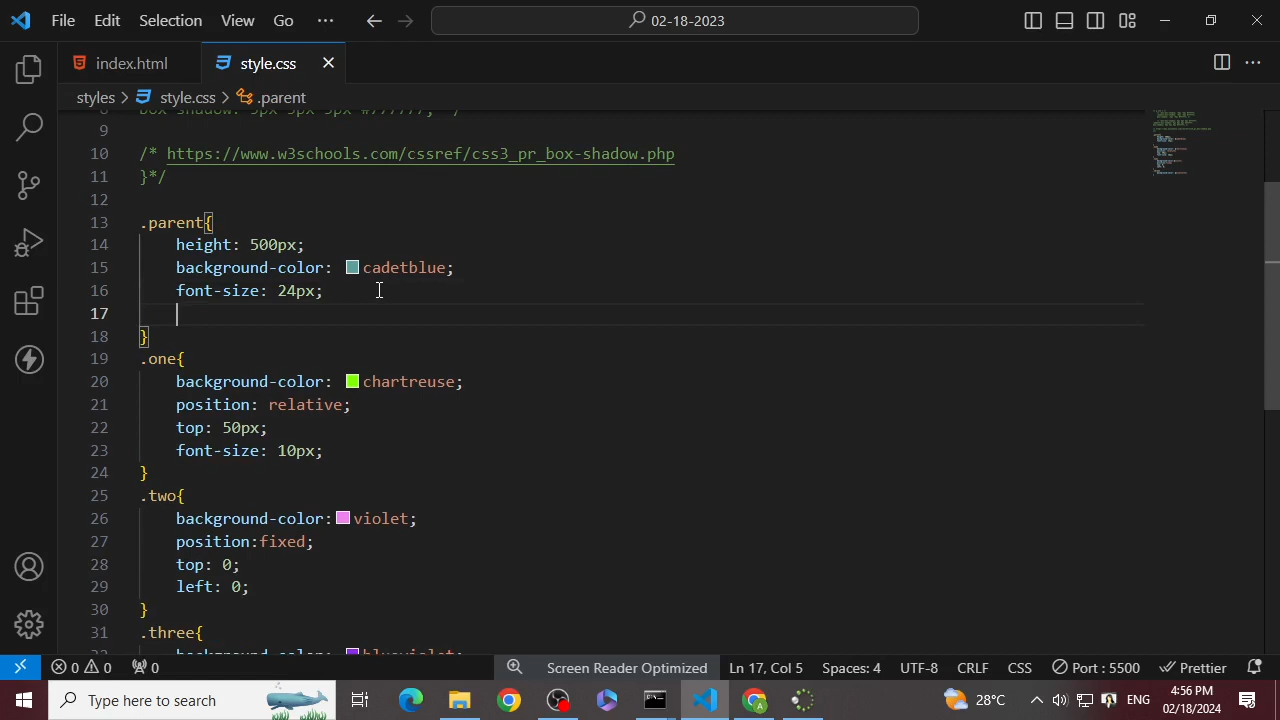 File Edit Selection View Go ··· 02-18-2023
index.html style.css
styles > style.css > .parent
8 box-shadow: 5px 5px 5px #777777; */
9
10 /* https://www.w3schools.com/cssref/css3_pr_box-shadow.php
11 }*/
12
13 .parent{
14 height: 500px;
15 background-color: cadetblue;
16 font-size: 24px;
17
18 }
19 .one{
20 background-color: chartreuse;
21 position: relative;
22 top: 50px;
23 font-size: 10px;
24 }
25 .two{
26 background-color:violet;
27 position:fixed;
28 top: 0;
29 left: 0;
30 }
31 .three{
32 background-color: blueviolet;
0 0 0 Screen Reader Optimized Ln 17, Col 5 Spaces: 4 UTF-8 CRLF CSS Port : 5500 Prettier
Type here to search 28°C ENG 4:56 PM
02/18/2024